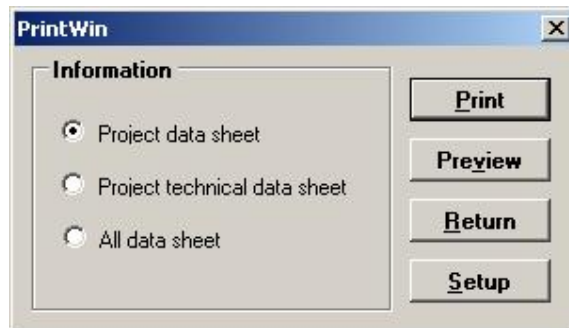 PrintWin
Information
Project data sheet
Project technical data sheet
All data sheet
Print
Preview
Return
Setup